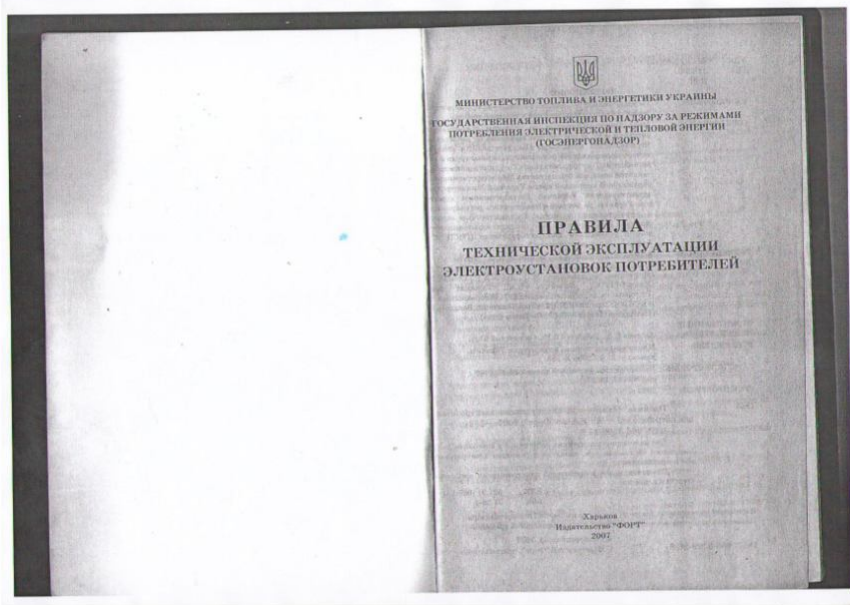 МИНИСТЕРСТВО ТОПЛИВА И ЭНЕРГЕТИКИ УКРАИНЫ
ГОСУДАРСТВЕННАЯ ИНСПЕКЦИЯ ПО НАДЗОРУ ЗА РЕЖИМАМИ
ПОТРЕБЛЕНИЯ ЭЛЕКТРИЧЕСКОЙ И ТЕПЛОВОЙ ЭНЕРГИИ
(ГОСЭНЕРГОНАДЗОР)
ПРАВИЛА
ТЕХНИЧЕСКОЙ ЭКСПЛУАТАЦИИ
ЭЛЕКТРОУСТАНОВОК ПОТРЕБИТЕЛЕЙ
Харьков
Издательство "ФОРТ"
2007